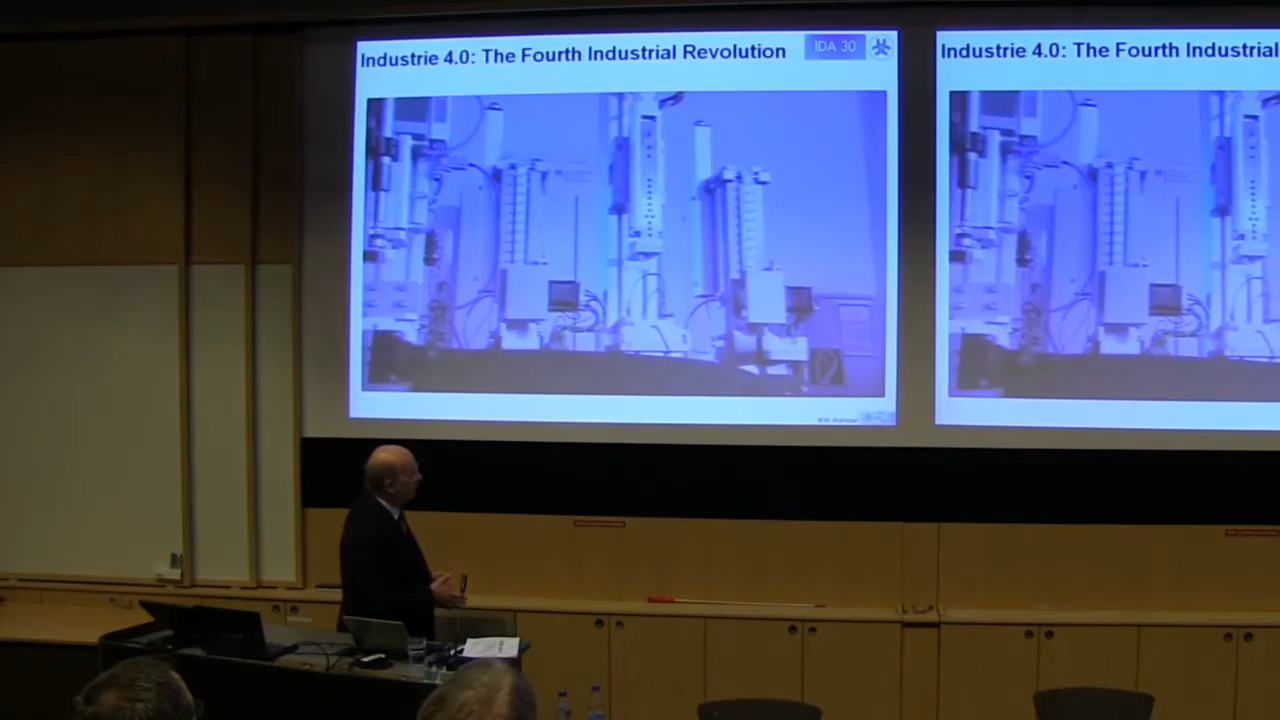 Industrie 4.0: The Fourth Industrial Revolution
IDA 30
Industrie 4.0: The Fourth Industrial